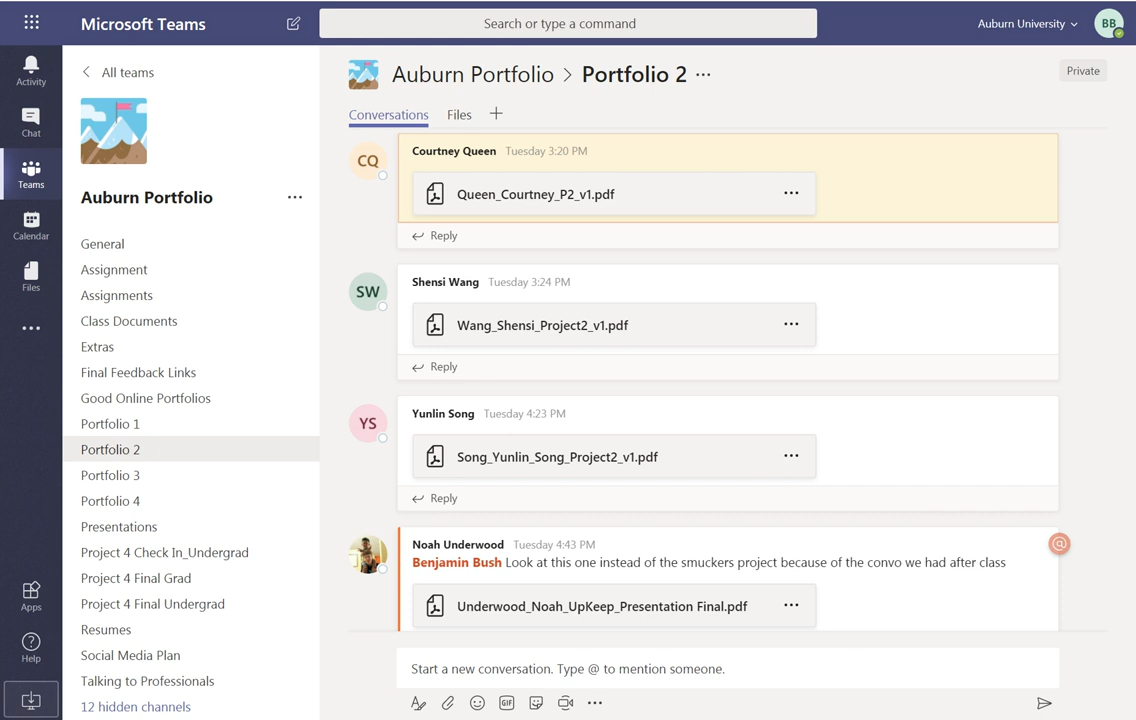 Microsoft Teams
Search or type a command
Auburn University
BB
Activity
Chat
Teams
Calendar
Files
Apps
Help
All teams
Auburn Portfolio
General
Assignment
Assignments
Class Documents
Extras
Final Feedback Links
Good Online Portfolios
Portfolio 1
Portfolio 2
Portfolio 3
Portfolio 4
Presentations
Project 4 Check In_Undergrad
Project 4 Final Grad
Project 4 Final Undergrad
Resumes
Social Media Plan
Talking to Professionals
12 hidden channels
Auburn Portfolio > Portfolio 2 ...
Private
Conversations Files +
CQ
Courtney Queen Tuesday 3:20 PM
Queen_Courtney_P2_v1.pdf
Reply
SW
Shensi Wang Tuesday 3:24 PM
Wang_Shensi_Project2_v1.pdf
Reply
YS
Yunlin Song Tuesday 4:23 PM
Song_Yunlin_Song_Project2_v1.pdf
Reply
Noah Underwood Tuesday 4:43 PM
Benjamin Bush Look at this one instead of the smuckers project because of the convo we had after class
Underwood_Noah_UpKeep_Presentation Final.pdf
Start a new conversation. Type @ to mention someone.
GIF